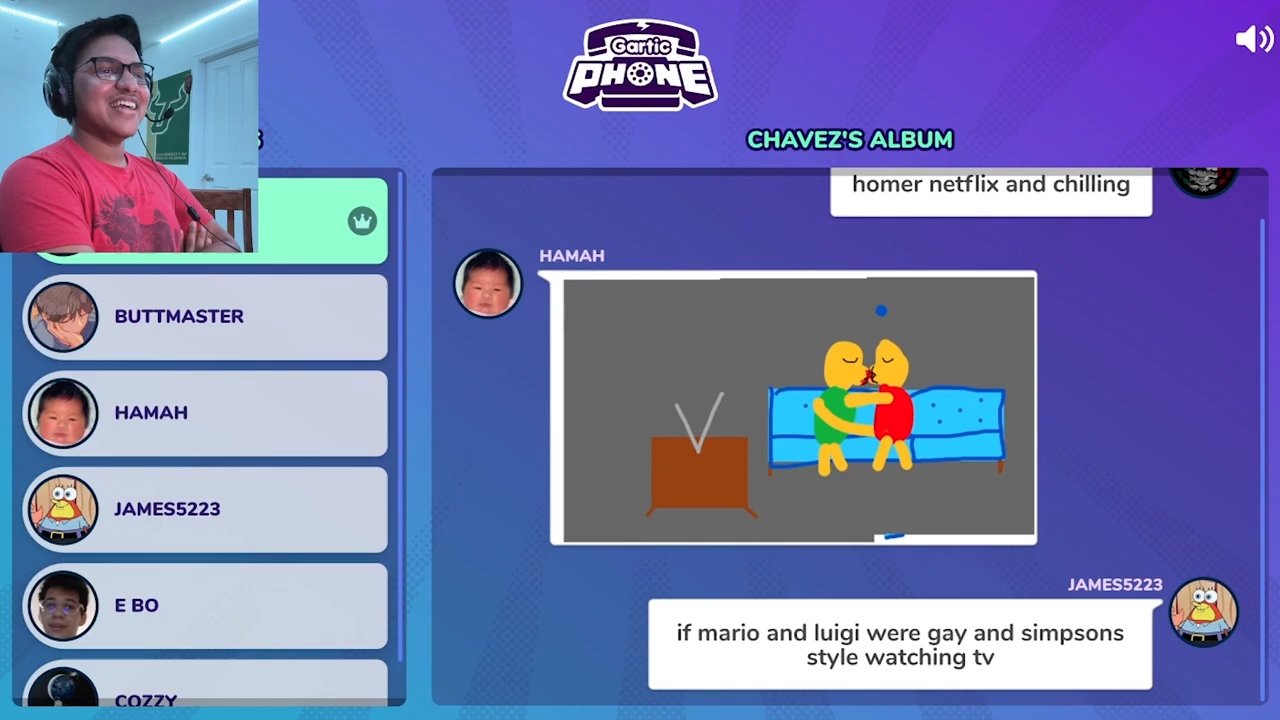 Gartic
PHONE
CHAVEZ'S ALBUM
homer netflix and chilling
HAMAH
BUTTMASTER
HAMAH
JAMES5223
E BO
COZZY
JAMES5223
if mario and luigi were gay and simpsons
style watching tv